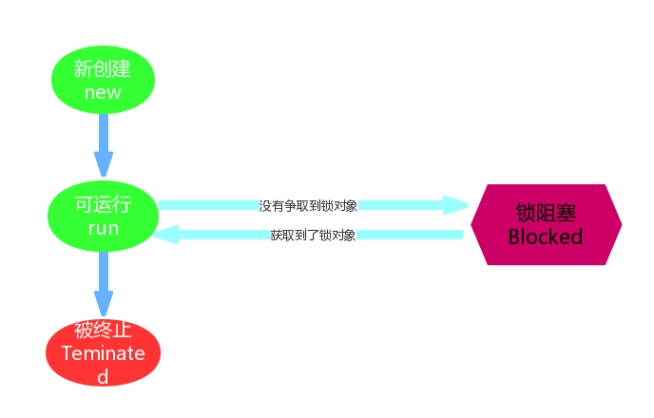 新创建
new
可运行
run
没有争取到锁对象
获取到了锁对象
锁阻塞
Blocked
被终止
Teminate
d